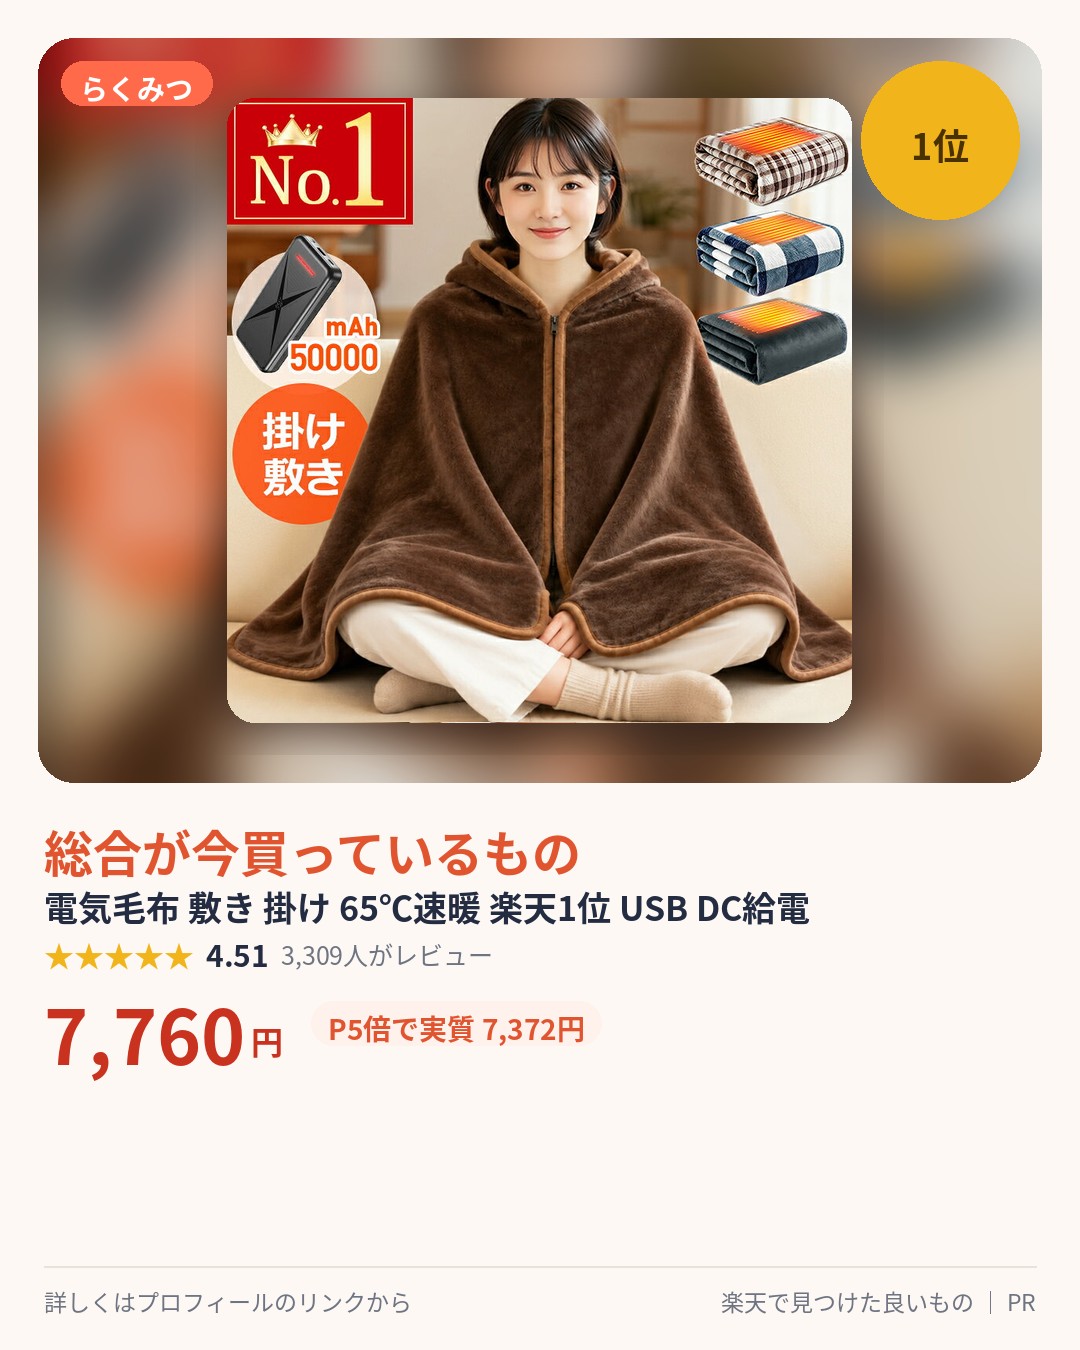 らくみつ
1位
No.1
mAh
50000
掛け
敷き
総合が今買っているもの
電気毛布 敷き 掛け 65℃速暖 楽天1位 USB DC給電
★★★★★ 4.51 3,309人がレビュー
7,760円 P5倍で実質 7,372円
詳しくはプロフィールのリンクから
楽天で見つけた良いもの｜PR